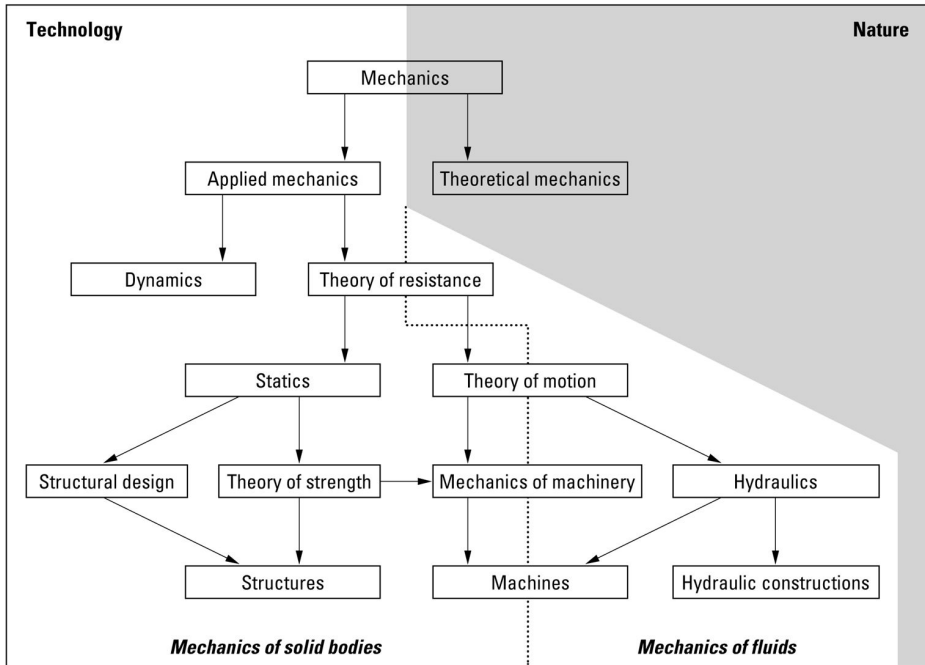 Technology
Nature
Mechanics
Applied mechanics
Theoretical mechanics
Dynamics
Theory of resistance
Statics
Theory of motion
Structural design
Theory of strength
Mechanics of machinery
Hydraulics
Structures
Machines
Hydraulic constructions
Mechanics of solid bodies
Mechanics of fluids